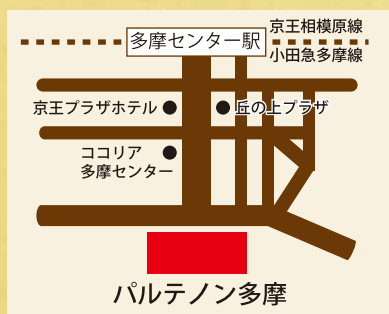 京王相模原線
多摩センター駅
小田急多摩線
京王プラザホテル
丘の上プラザ
ココリア
多摩センター
パルテノン多摩